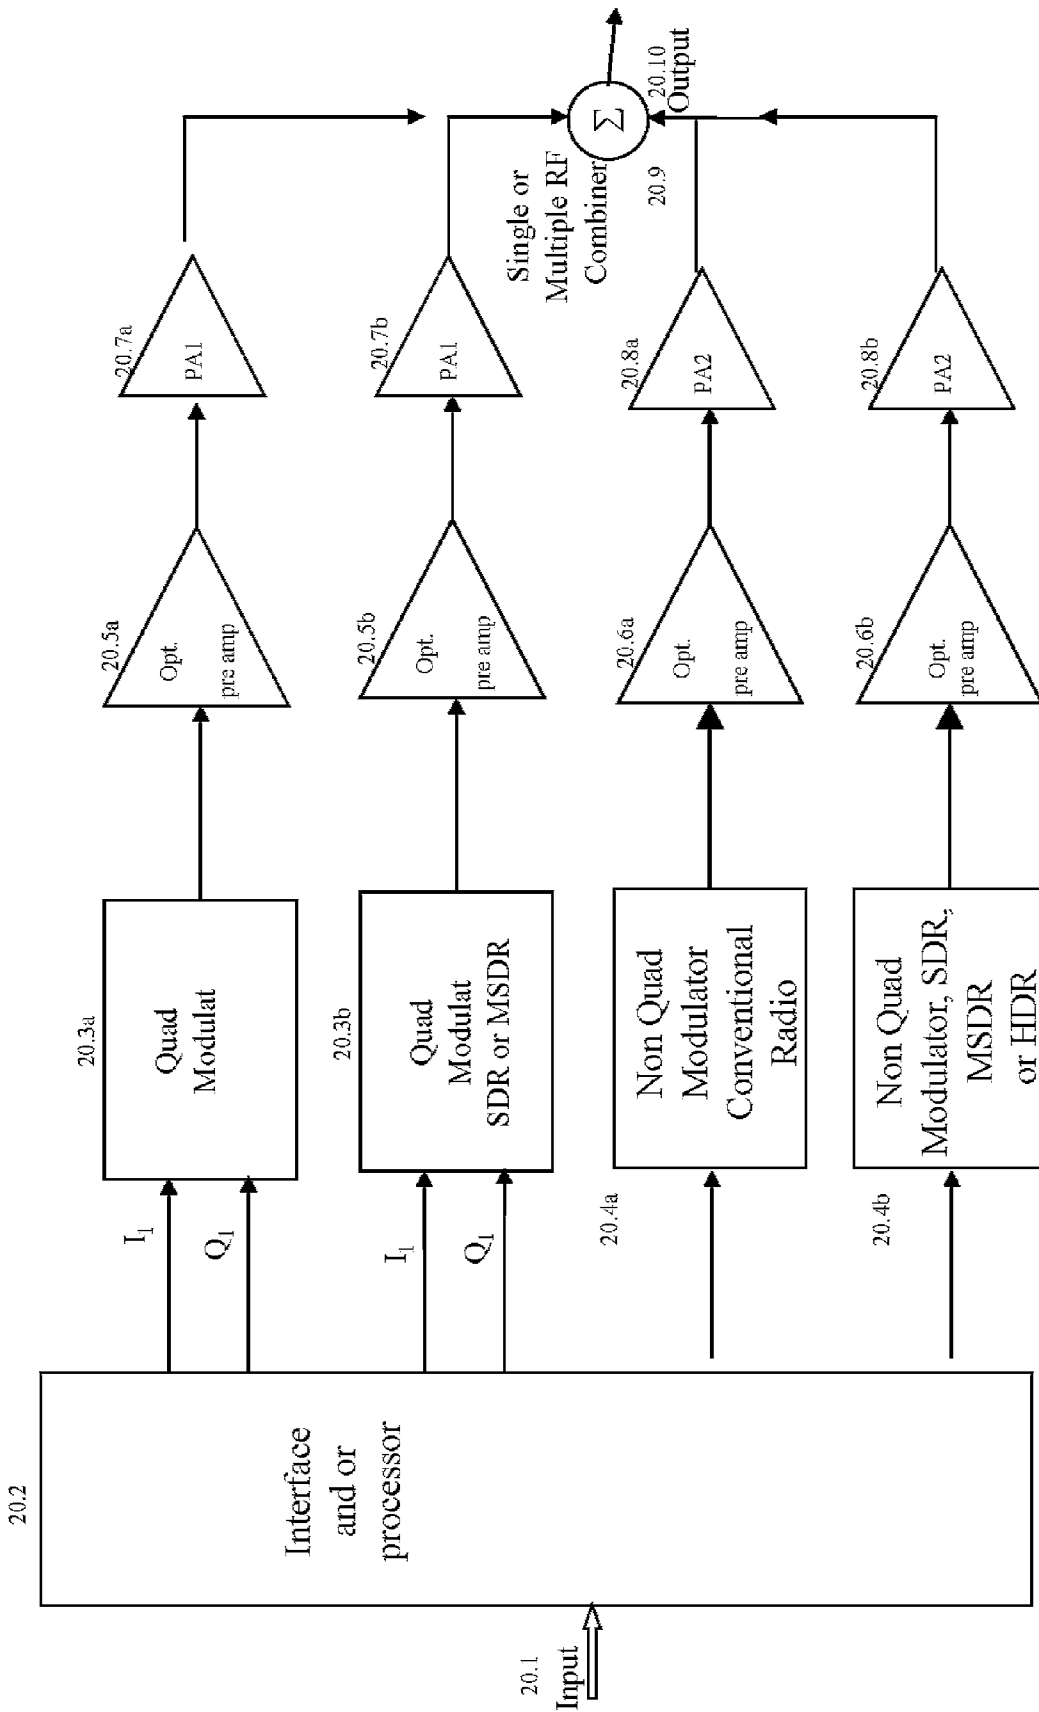 20.1
Input
20.2
Interface
and or
processor
I1
Q1
20.3a
Quad
Modulat
20.5a
Opt.
pre amp
20.7a
PA1
I1
Q1
20.3b
Quad
Modulat
SDR or MSDR
20.5b
Opt.
pre amp
20.7b
PA1
20.4a
Non Quad
Modulator
Conventional
Radio
20.6a
Opt.
pre amp
20.8a
PA2
20.4b
Non Quad
Modulator, SDR,
MSDR
or HDR
20.6b
Opt.
pre amp
20.8b
PA2
Single or
Multiple RF
Combiner
20.9
Σ
20.10
Output